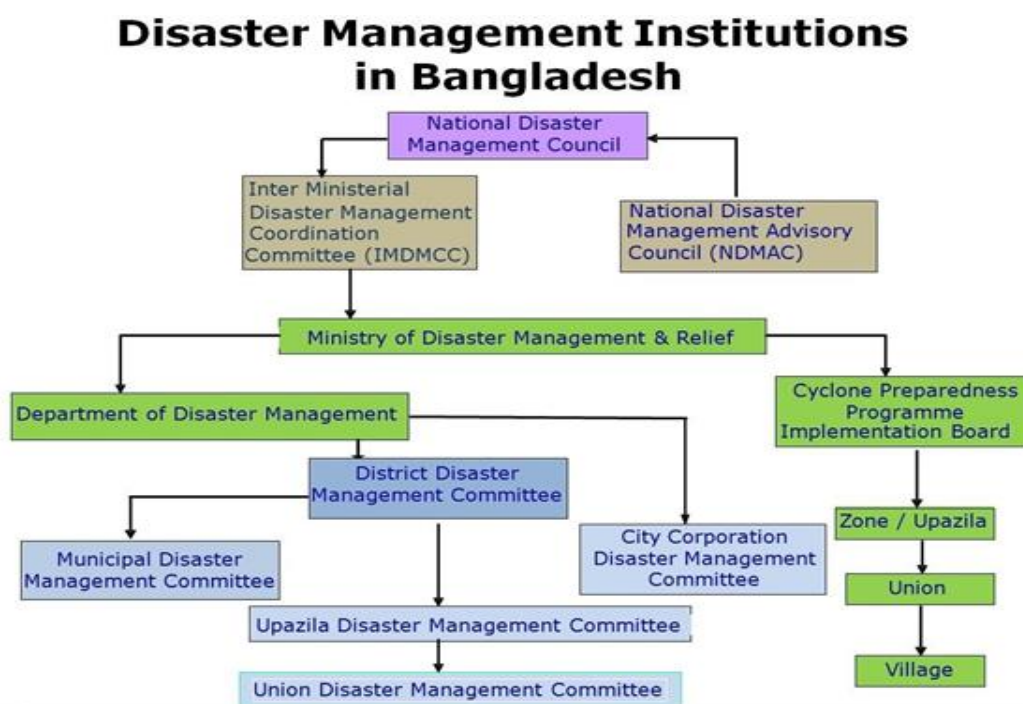 Disaster Management Institutions
in Bangladesh
National Disaster
Management Council
Inter Ministerial
Disaster Management
Coordination
Committee (IMDMCC)
National Disaster
Management Advisory
Council (NDMAC)
Ministry of Disaster Management & Relief
Department of Disaster Management
Cyclone Preparedness
Programme
Implementation Board
District Disaster
Management Committee
Zone / Upazila
Municipal Disaster
Management Committee
City Corporation
Disaster Management
Committee
Union
Upazila Disaster Management Committee
Village
Union Disaster Management Committee